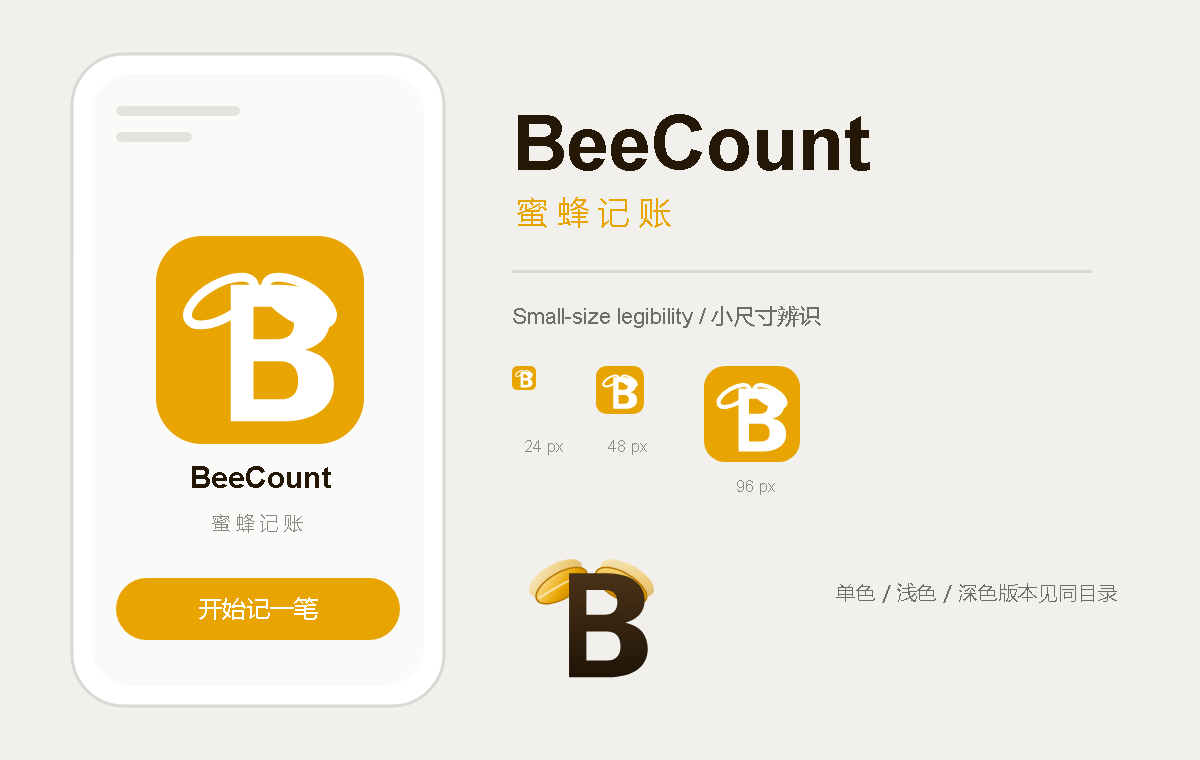 B
BeeCount
蜜蜂记账
开始记一笔
BeeCount
蜜蜂记账
Small-size legibility / 小尺寸辨识
B
B
B
24 px
48 px
96 px
B
单色 / 浅色 / 深色版本见同目录